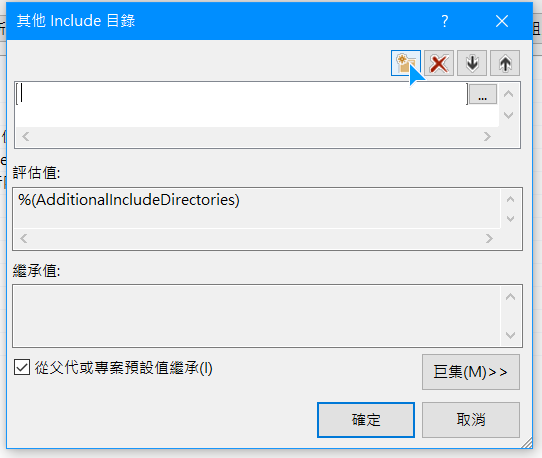 其他 Include 目錄
?
...
評估值:
%(AdditionalIncludeDirectories)
繼承值:
從父代或專案預設值繼承(I)
巨集(M)>>
確定
取消